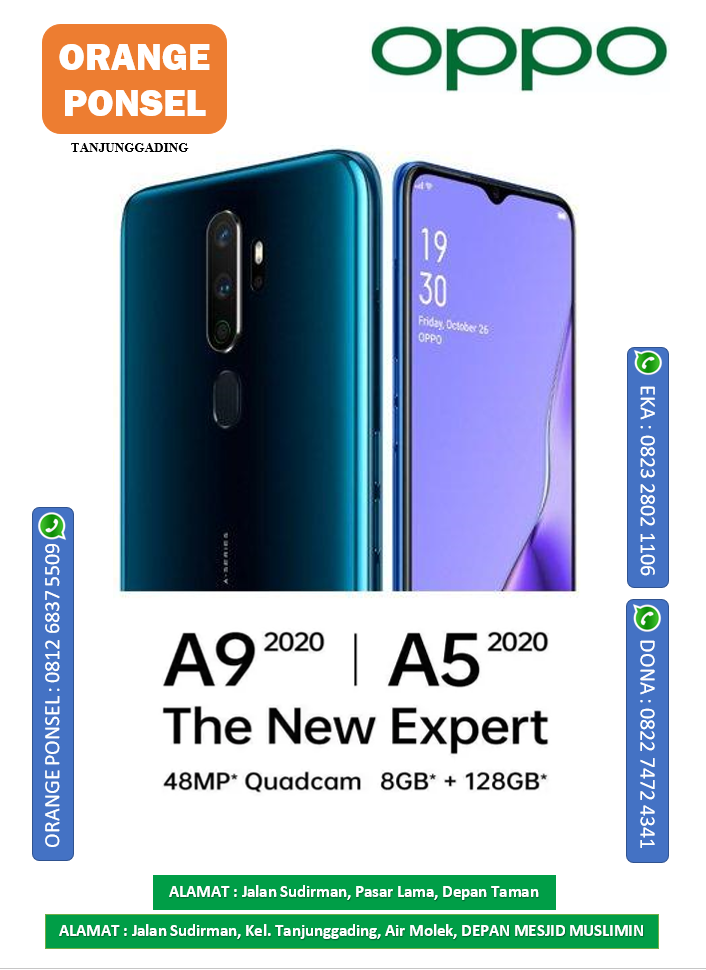 ORANGE
PONSEL
TANJUNGGADING
oppo
19
30
Friday, October 26
OPPO
A-SERIES
EKA : 0823 2802 1106
ORANGE PONSEL : 0812 6837 5509
DONA : 0822 7472 4341
A9 2020 | A5 2020
The New Expert
48MP* Quadcam 8GB* + 128GB*
ALAMAT : Jalan Sudirman, Pasar Lama, Depan Taman
ALAMAT : Jalan Sudirman, Kel. Tanjunggading, Air Molek, DEPAN MESJID MUSLIMIN